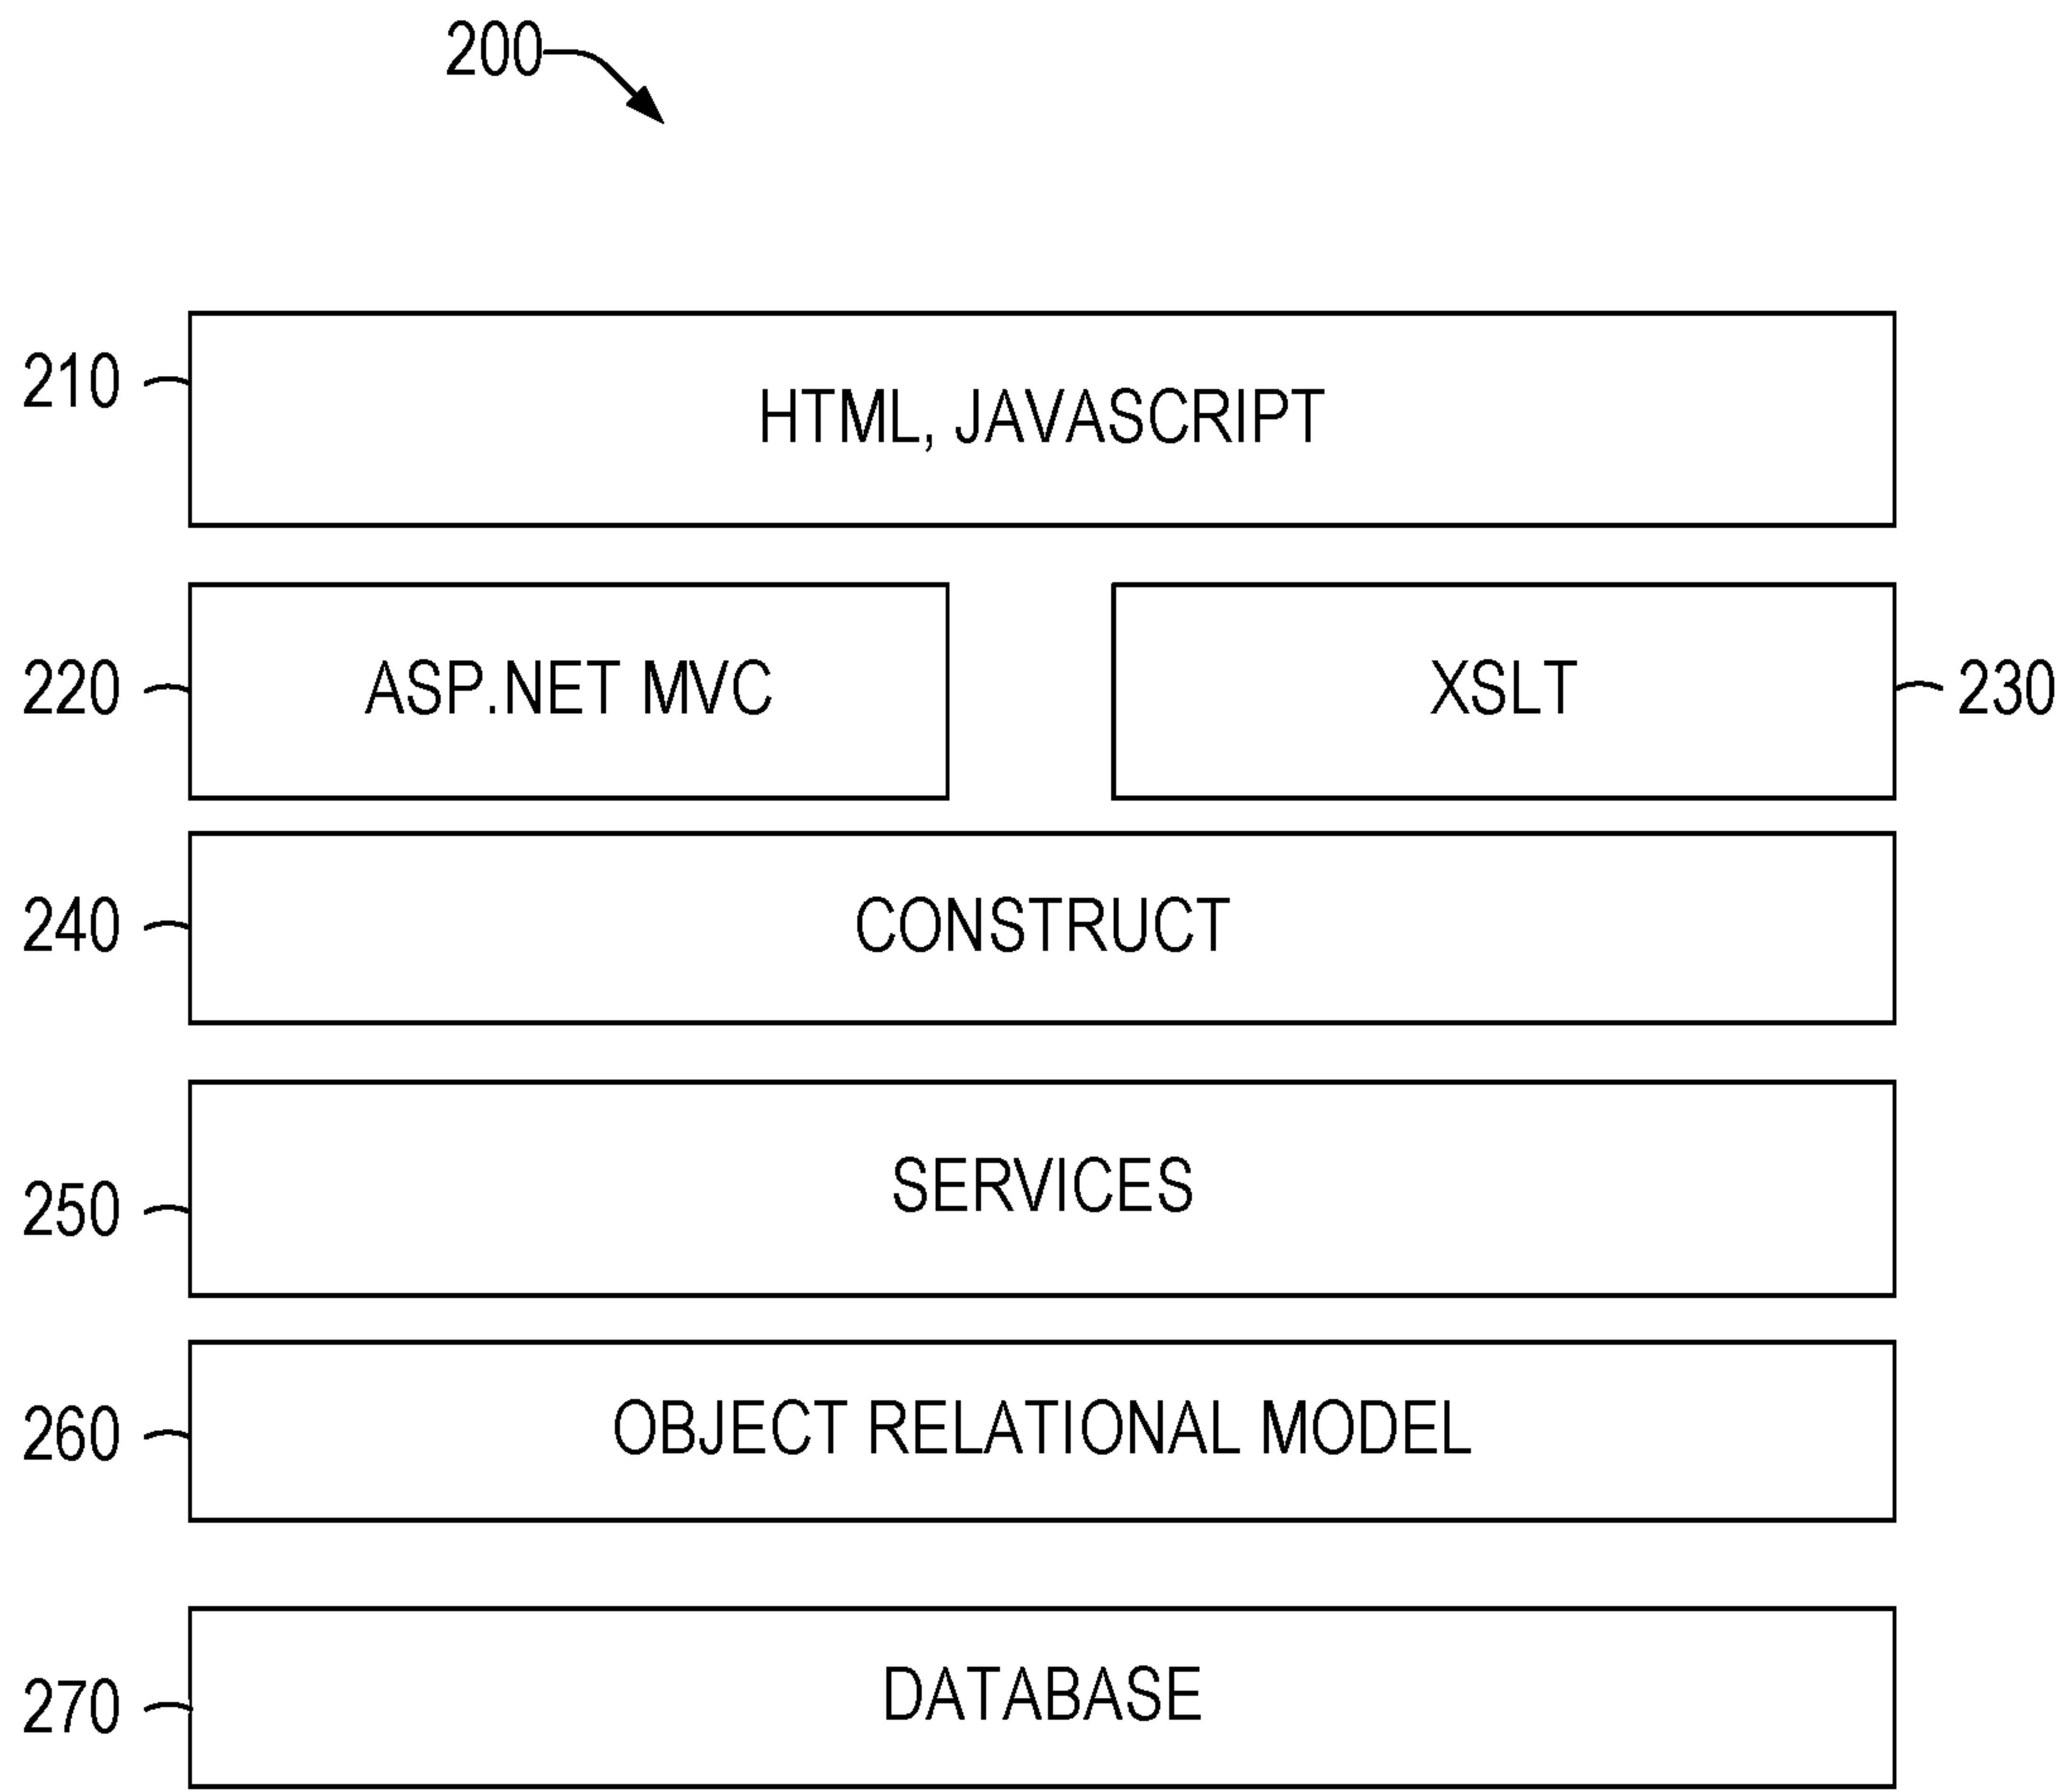 200
210
HTML, JAVASCRIPT
220
ASP.NET MVC
XSLT
230
240
CONSTRUCT
250
SERVICES
260
OBJECT RELATIONAL MODEL
270
DATABASE